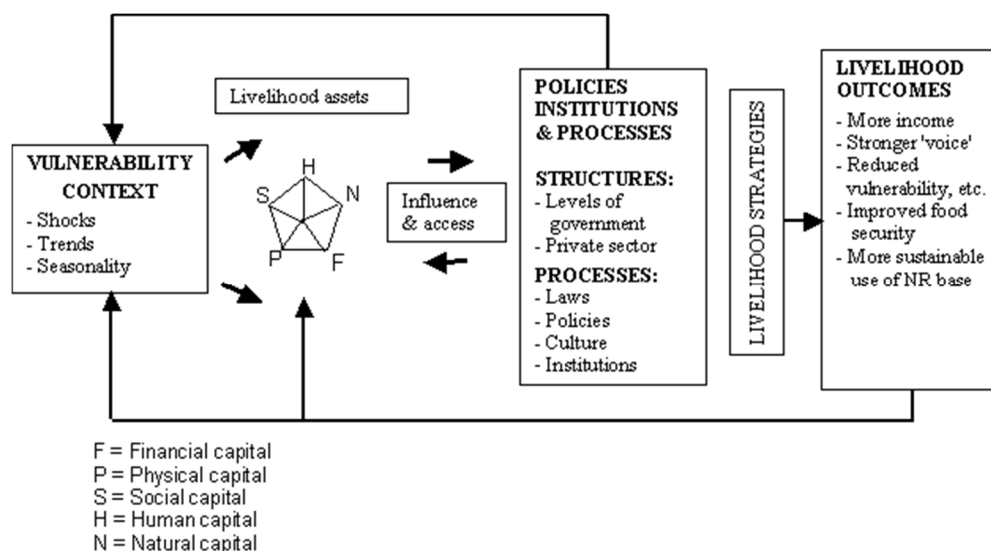 Livelihood assets
VULNERABILITY
CONTEXT
- Shocks
- Trends
- Seasonality
H
S
N
P
F
Influence
& access
POLICIES
INSTITUTIONS
& PROCESSES
STRUCTURES:
- Levels of
government
- Private sector
PROCESSES:
- Laws
- Policies
- Culture
- Institutions
LIVELIHOOD STRATEGIES
LIVELIHOOD
OUTCOMES
- More income
- Stronger 'voice'
- Reduced
vulnerability, etc.
- Improved food
security
- More sustainable
use of NR base
F = Financial capital
P = Physical capital
S = Social capital
H = Human capital
N = Natural capital